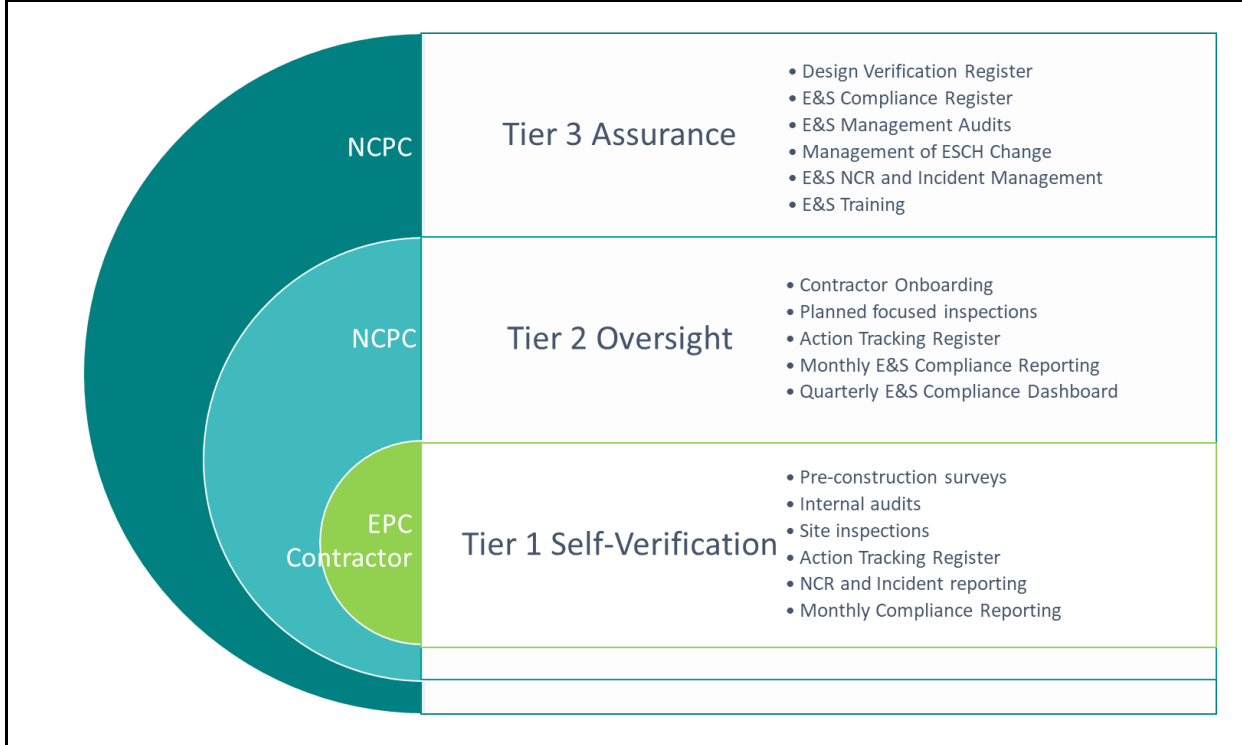 NCPC
Tier 3 Assurance
• Design Verification Register
• E&S Compliance Register
• E&S Management Audits
• Management of ESCH Change
• E&S NCR and Incident Management
• E&S Training
NCPC
Tier 2 Oversight
• Contractor Onboarding
• Planned focused inspections
• Action Tracking Register
• Monthly E&S Compliance Reporting
• Quarterly E&S Compliance Dashboard
EPC
Contractor
Tier 1 Self-Verification
• Pre-construction surveys
• Internal audits
• Site inspections
• Action Tracking Register
• NCR and Incident reporting
• Monthly Compliance Reporting